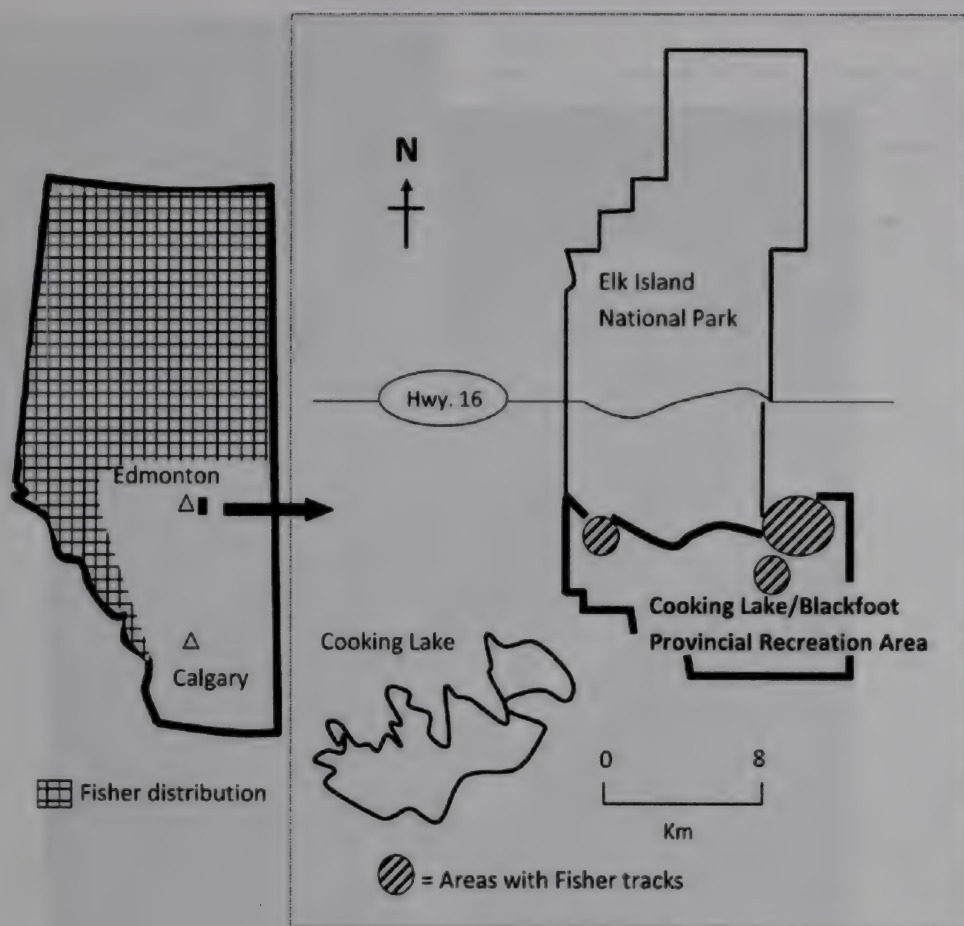 N
Elk Island
National Park
Hwy. 16
Edmonton
Cooking Lake/Blackfoot
Provincial Recreation Area
Cooking Lake
Calgary
0 8
Km
Fisher distribution
= Areas with Fisher tracks